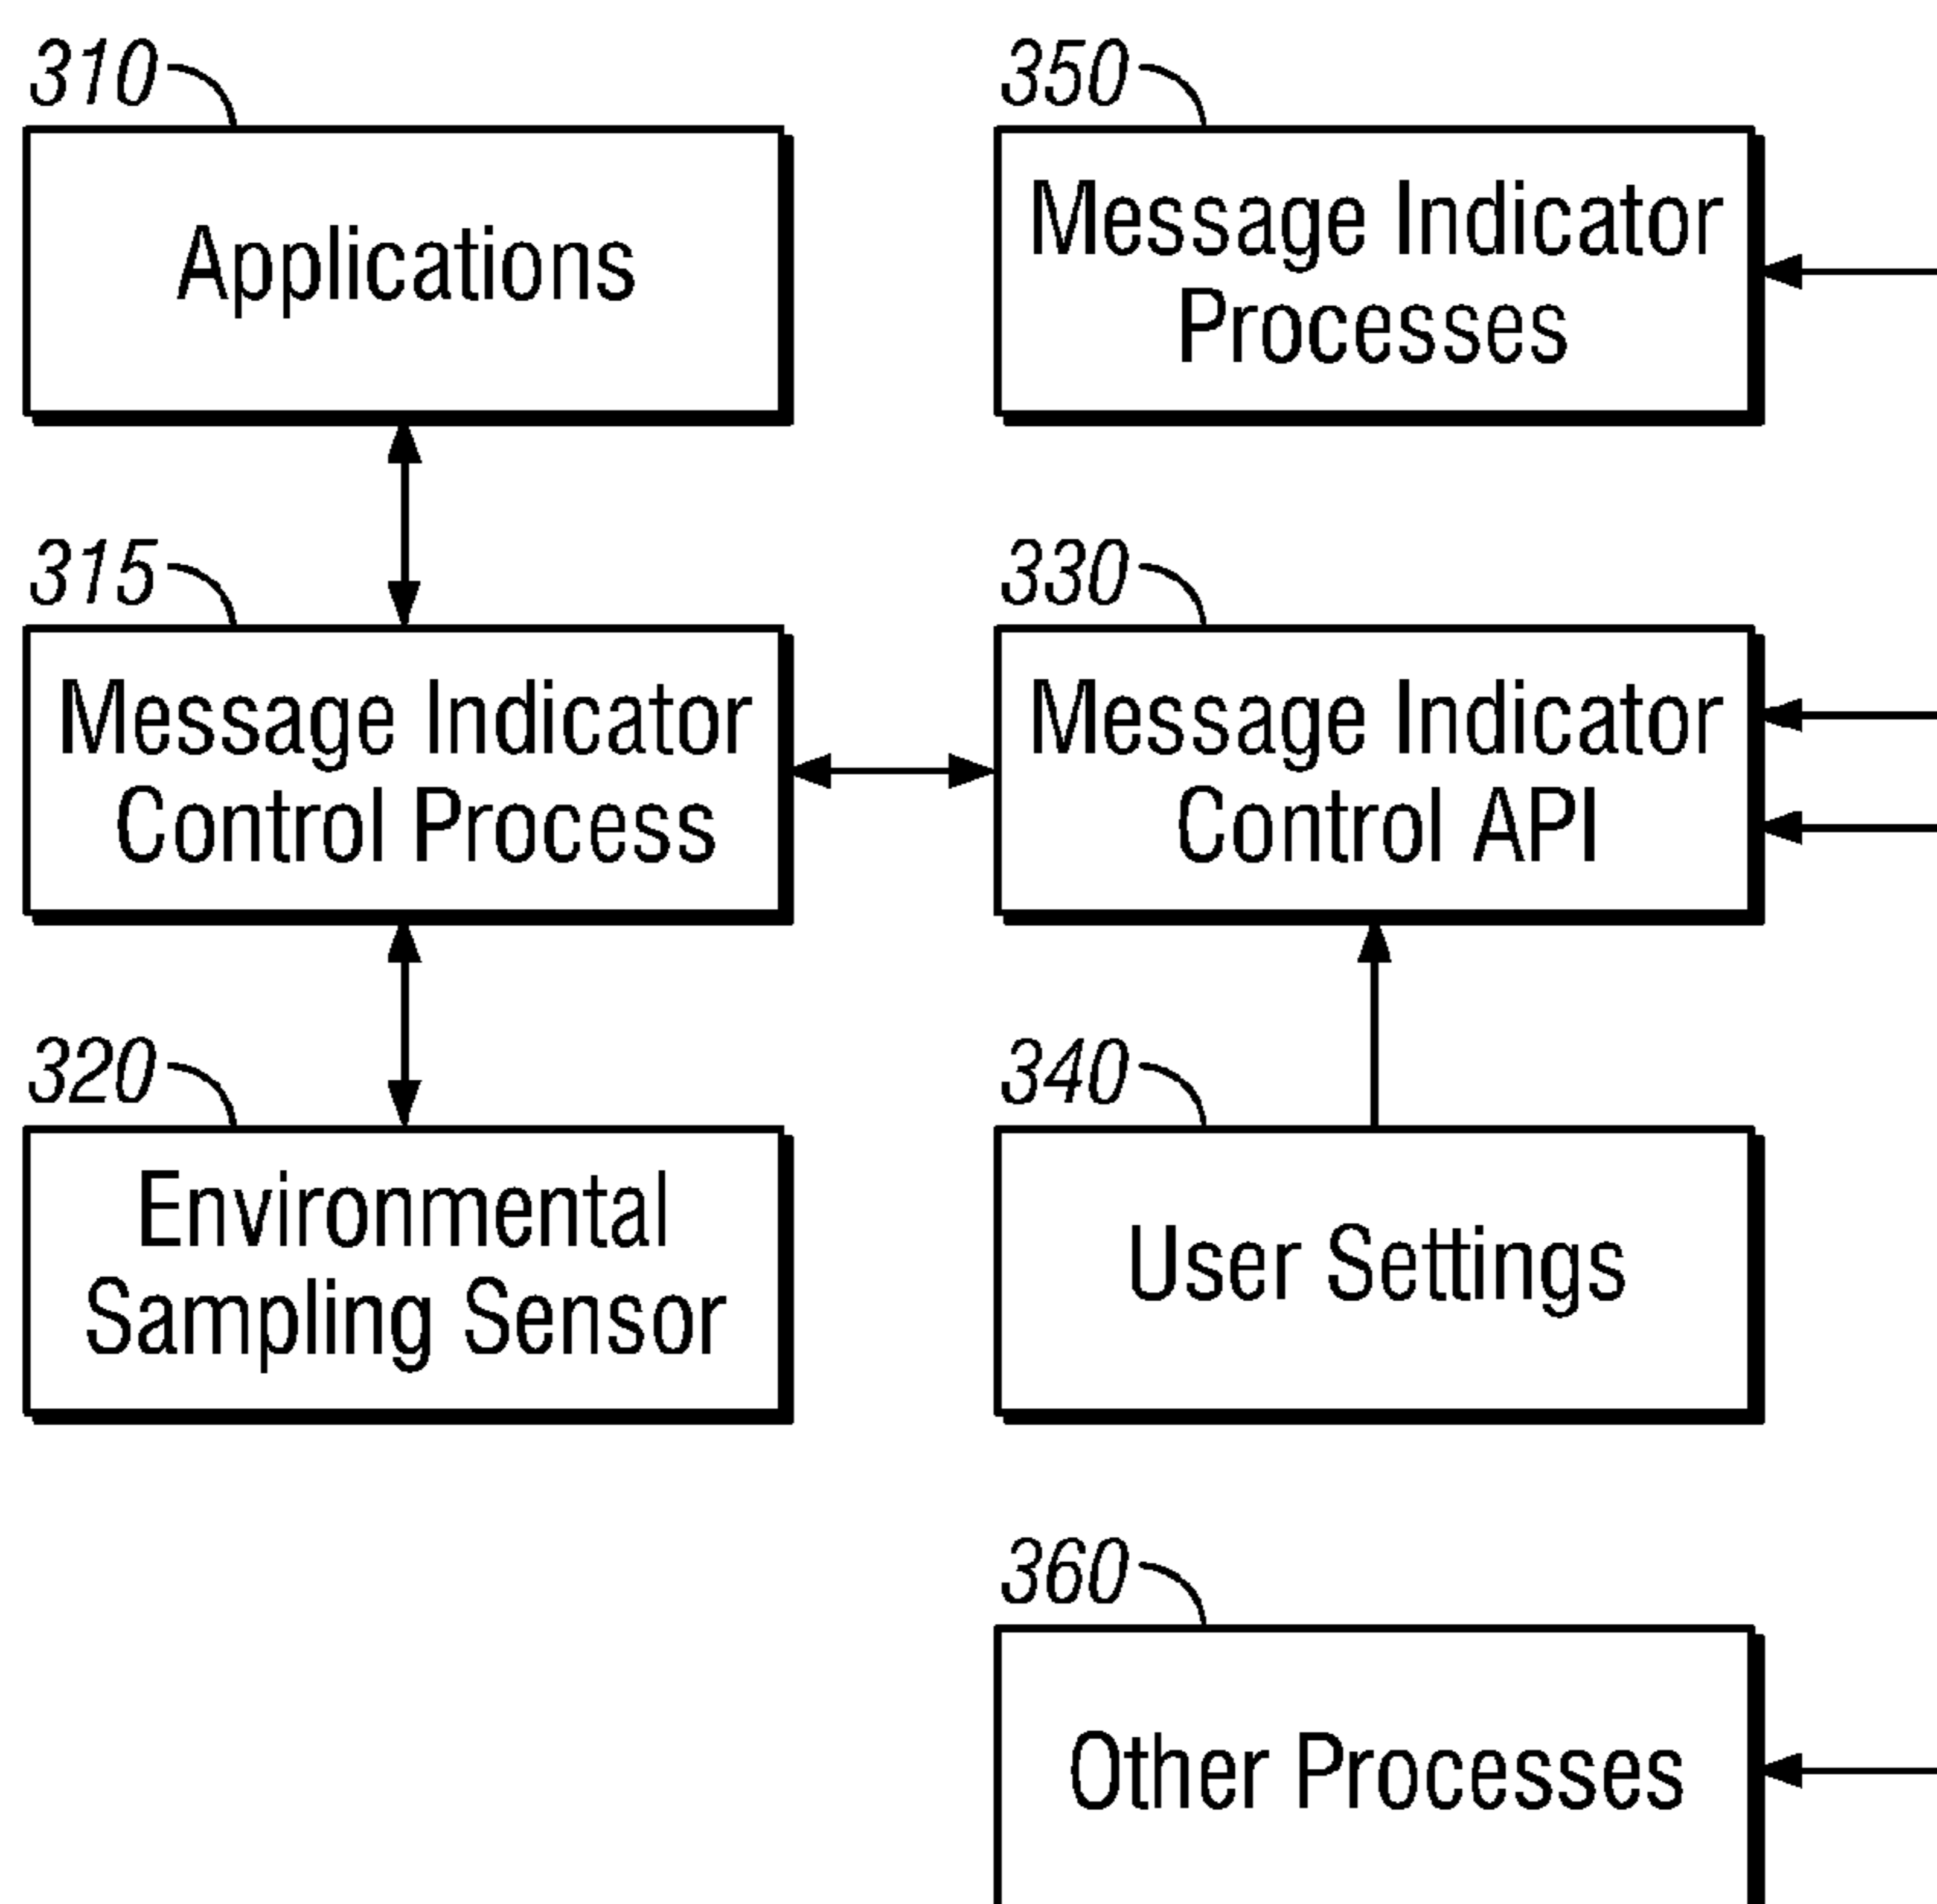 310
Applications
350
Message Indicator
Processes
315
Message Indicator
Control Process
330
Message Indicator
Control API
320
Environmental
Sampling Sensor
340
User Settings
360
Other Processes